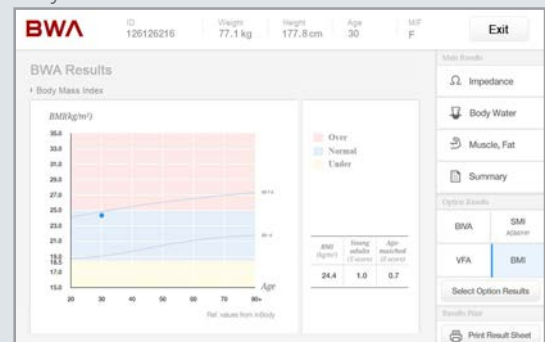 BWA
ID
126126216
Weight
77.1 kg
Height
177.8 cm
Age
30
M/F
F
Exit
BWA Results
Body Mass Index
BMI(kg/m²)
35.0
33.0
31.0
29.0
27.0
25.0
23.0
21.0
19.0
18.5
17.0
15.0
20 30 40 50 60 70 80+
Age
Ref. values from InBody
Over
Normal
Under
BMI (kg/m²)
Young adults (T-score)
Age-matched (Z-score)
24.4 1.0 0.7
Main Results
Impedance
Body Water
Muscle, Fat
Summary
Option Results
BIVA
SMI
VFA
BMI
Select Option Results
Results Print
Print Result Sheet